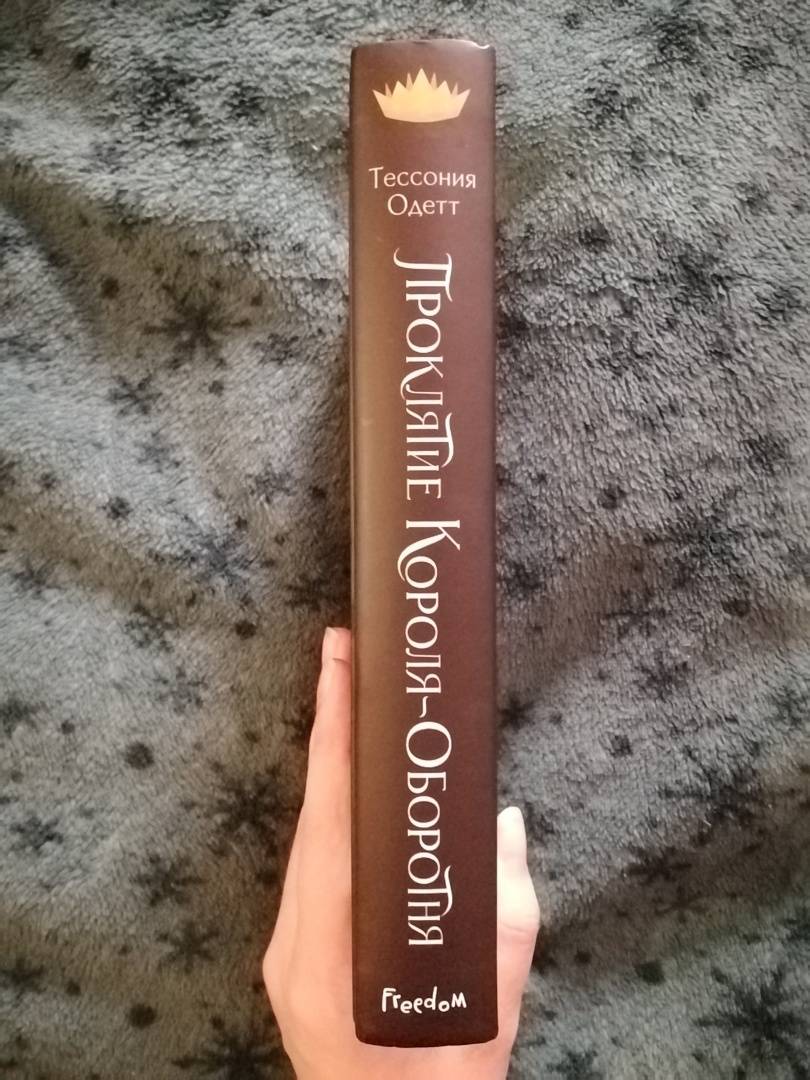 Тессония
Одетт
Проклятие Короля-Оборотня
Freedom